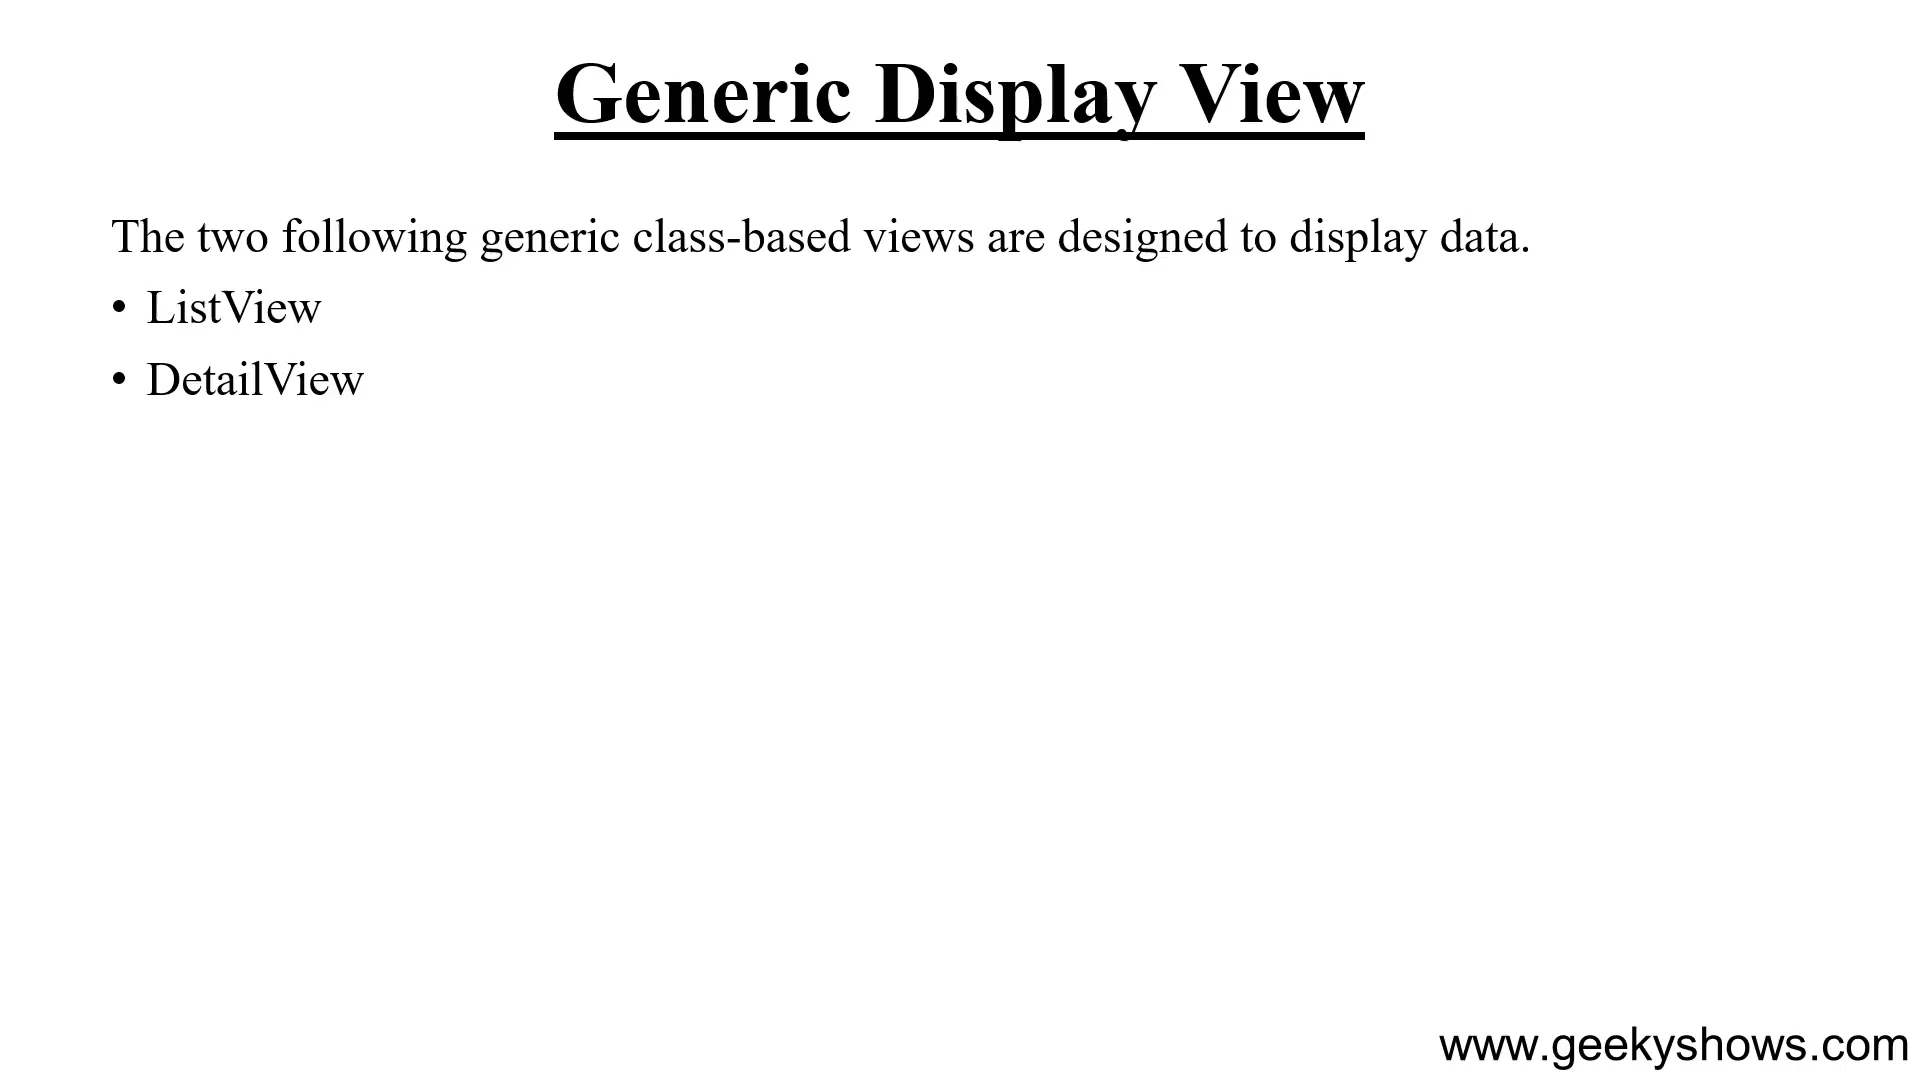 Generic Display View
The two following generic class-based views are designed to display data.
• ListView
• DetailView
www.geekyshows.com